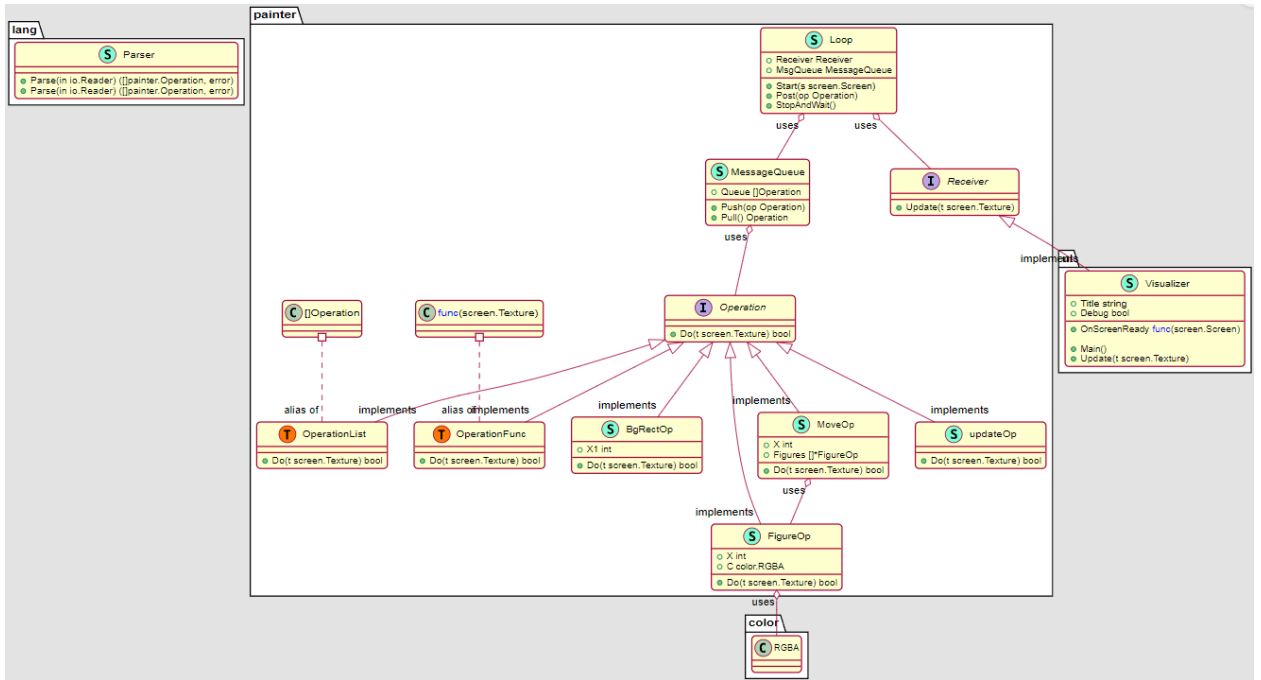 painter
lang
S Parser
Parse(in io.Reader) ([]painter.Operation, error)
Parse(in io.Reader) ([]painter.Operation, error)
S Loop
Receiver Receiver
MsgQueue MessageQueue
Start(s screen.Screen)
Post(op Operation)
StopAndWait()
uses
uses
S MessageQueue
Queue []Operation
Push(op Operation)
Pull() Operation
uses
I Receiver
Update(t screen.Texture)
implements
S Visualizer
Title string
Debug bool
OnScreenReady func(screen.Screen)
Main()
Update(t screen.Texture)
C []Operation
C func(screen.Texture)
I Operation
Do(t screen.Texture) bool
alias of
implements
alias of
implements
implements
implements
implements
T OperationList
Do(t screen.Texture) bool
T OperationFunc
Do(t screen.Texture) bool
S BgRectOp
X1 int
Do(t screen.Texture) bool
S MoveOp
X int
Figures []*FigureOp
Do(t screen.Texture) bool
uses
S updateOp
Do(t screen.Texture) bool
implements
S FigureOp
X int
C color.RGBA
Do(t screen.Texture) bool
uses
color
C RGBA